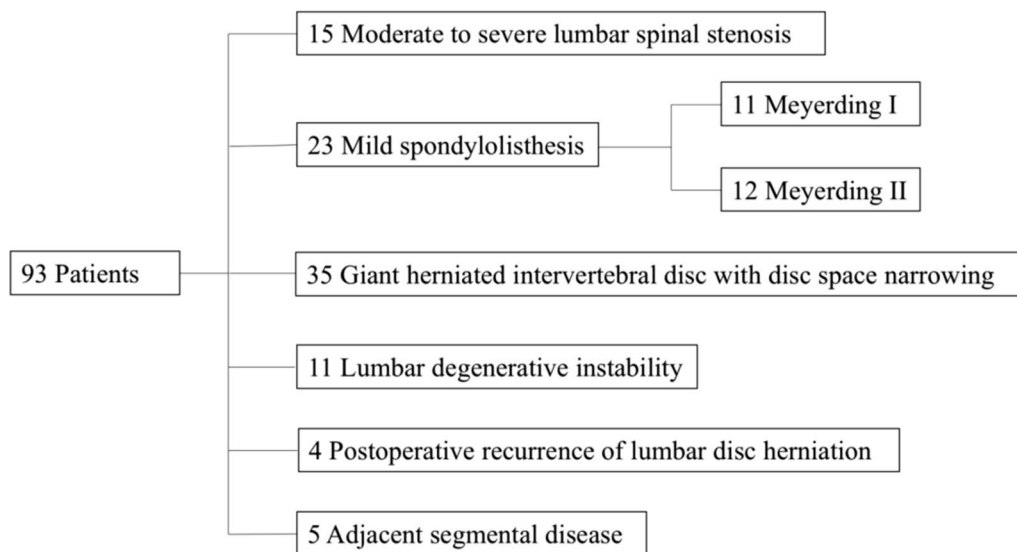 15 Moderate to severe lumbar spinal stenosis
11 Meyerding I
23 Mild spondylolisthesis
12 Meyerding II
93 Patients
35 Giant herniated intervertebral disc with disc space narrowing
11 Lumbar degenerative instability
4 Postoperative recurrence of lumbar disc herniation
5 Adjacent segmental disease